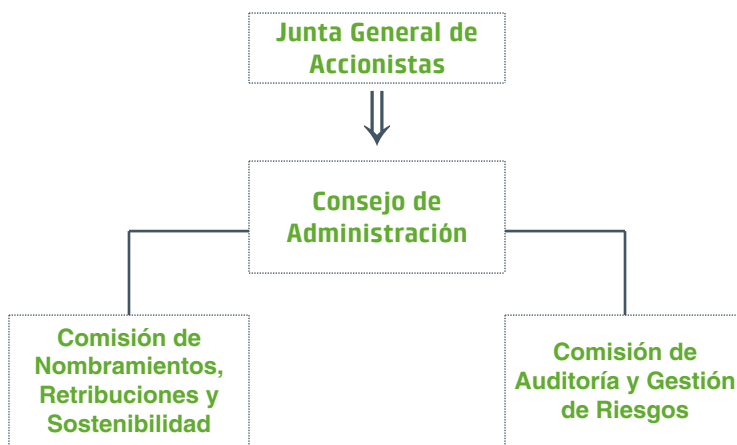 Junta General de
Accionistas
Consejo de
Administración
Comisión de
Nombramientos,
Retribuciones y
Sostenibilidad
Comisión de
Auditoría y Gestión
de Riesgos